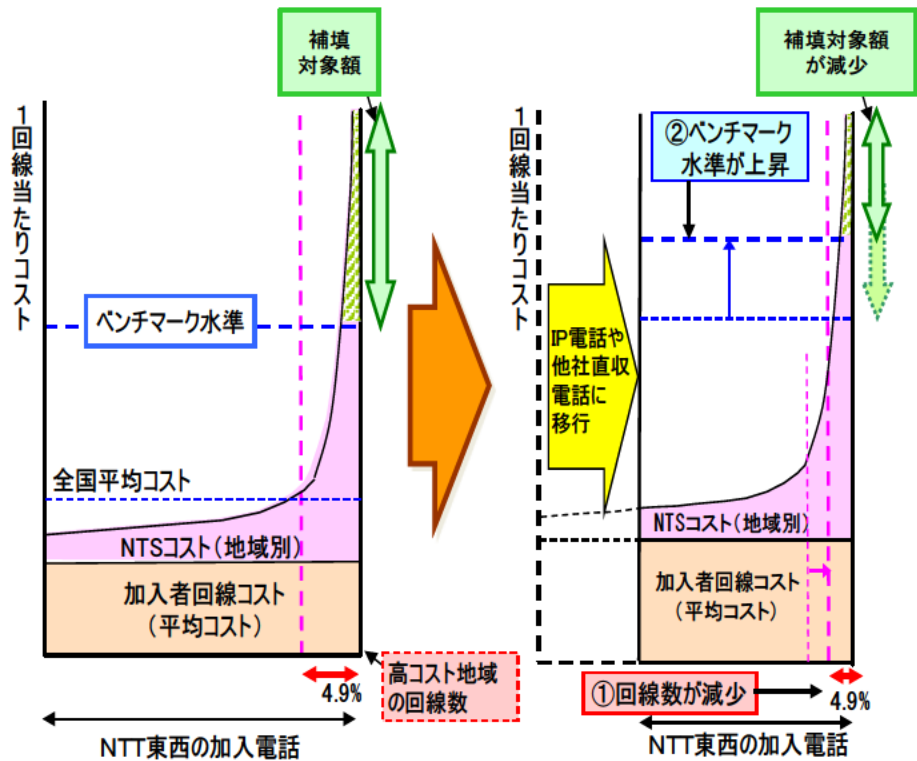 補填
対象額
1回線当たりコスト
ベンチマーク水準
全国平均コスト
NTSコスト(地域別)
加入者回線コスト
(平均コスト)
4.9%
高コスト地域
の回線数
NTT東西の加入電話
補填対象額
が減少
1回線当たりコスト
②ベンチマーク
水準が上昇
IP電話や
他社直収
電話に
移行
NTSコスト(地域別)
加入者回線コスト
(平均コスト)
①回線数が減少
4.9%
NTT東西の加入電話